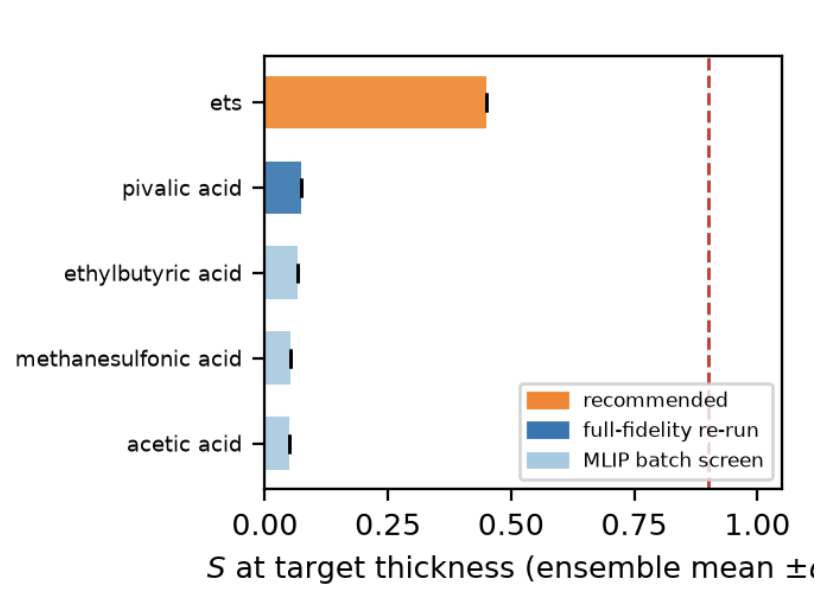 ets
pivalic acid
ethylbutyric acid
methanesulfonic acid
acetic acid
recommended
full-fidelity re-run
MLIP batch screen
0.00 0.25 0.50 0.75 1.00
S at target thickness (ensemble mean ±